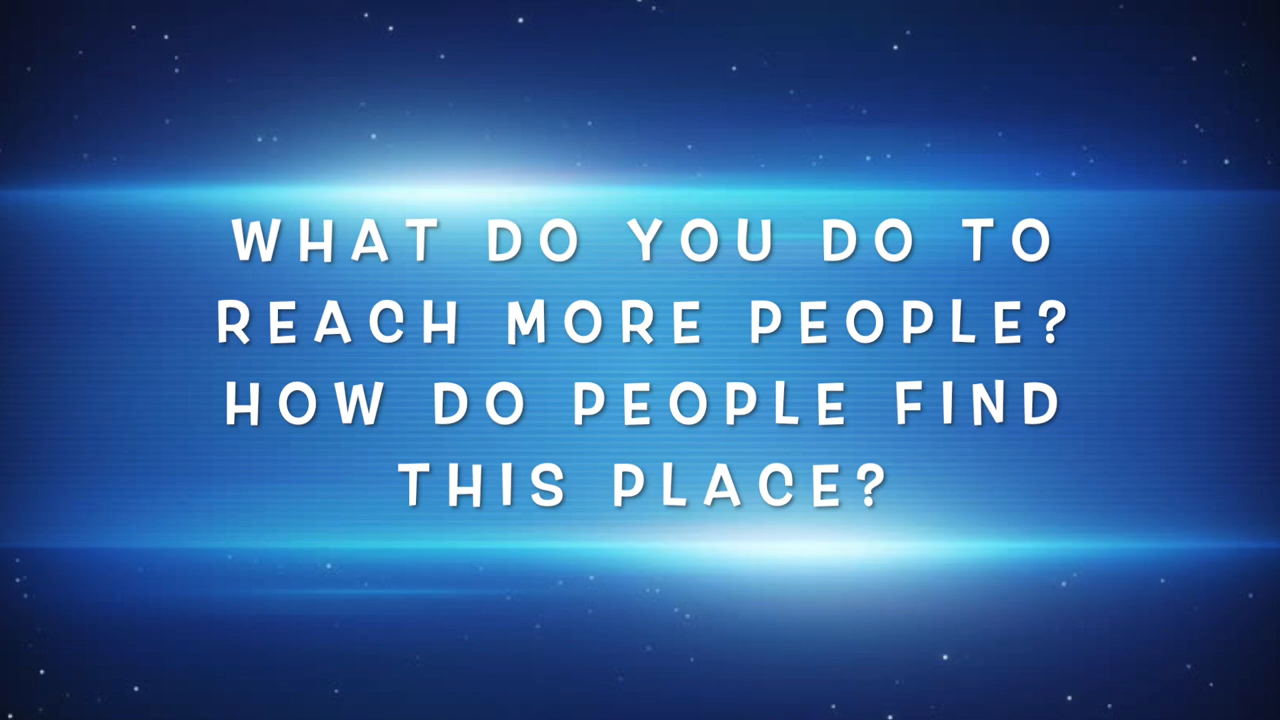 WHAT DO YOU DO TO
REACH MORE PEOPLE?
HOW DO PEOPLE FIND
THIS PLACE?